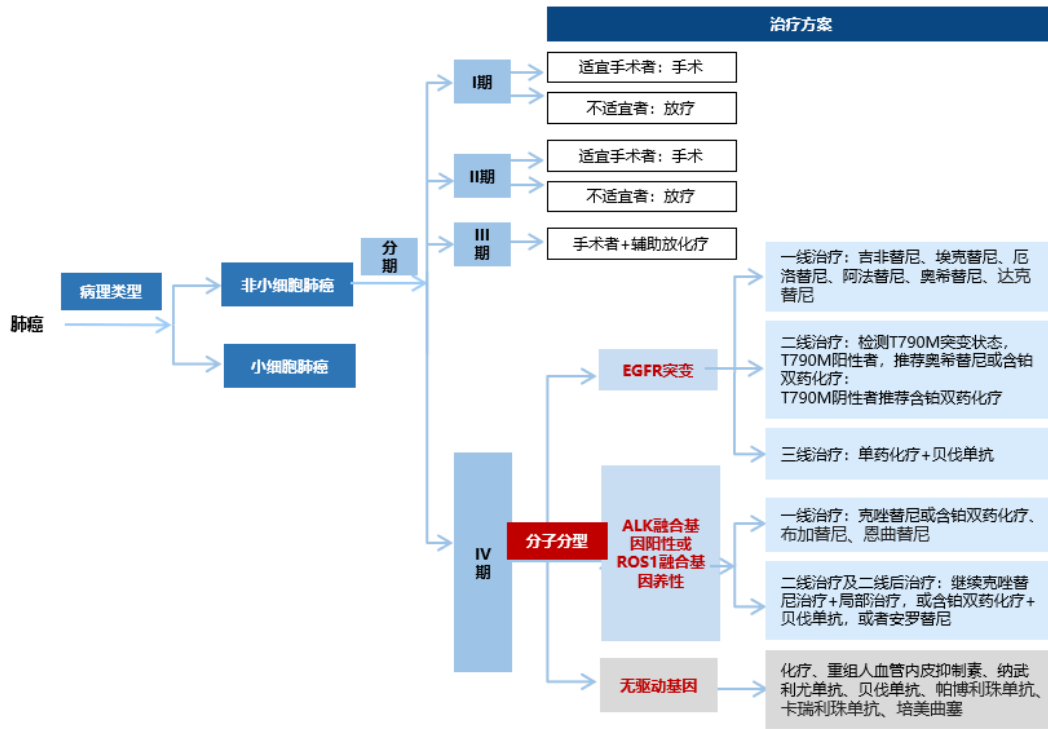 治疗方案
I期
适宜手术者：手术
不适宜者：放疗
II期
适宜手术者：手术
不适宜者：放疗
III
期
手术者+辅助放化疗
分
期
病理类型
非小细胞肺癌
肺癌
小细胞肺癌
一线治疗：吉非替尼、埃克替尼、厄
洛替尼、阿法替尼、奥希替尼、达克
替尼
EGFR突变
二线治疗：检测T790M突变状态，
T790M阳性者，推荐奥希替尼或含铂
双药化疗：
T790M阴性者推荐含铂双药化疗
三线治疗：单药化疗+贝伐单抗
IV
期
分子分型
ALK融合基
因阳性或
ROS1融合基
因养性
一线治疗：克唑替尼或含铂双药化疗、
布加替尼、恩曲替尼
二线治疗及二线后治疗：继续克唑替
尼治疗+局部治疗，或含铂双药化疗+
贝伐单抗，或者安罗替尼
无驱动基因
化疗、重组人血管内皮抑制素、纳武
利尤单抗、贝伐单抗、帕博利珠单抗、
卡瑞利珠单抗、培美曲塞